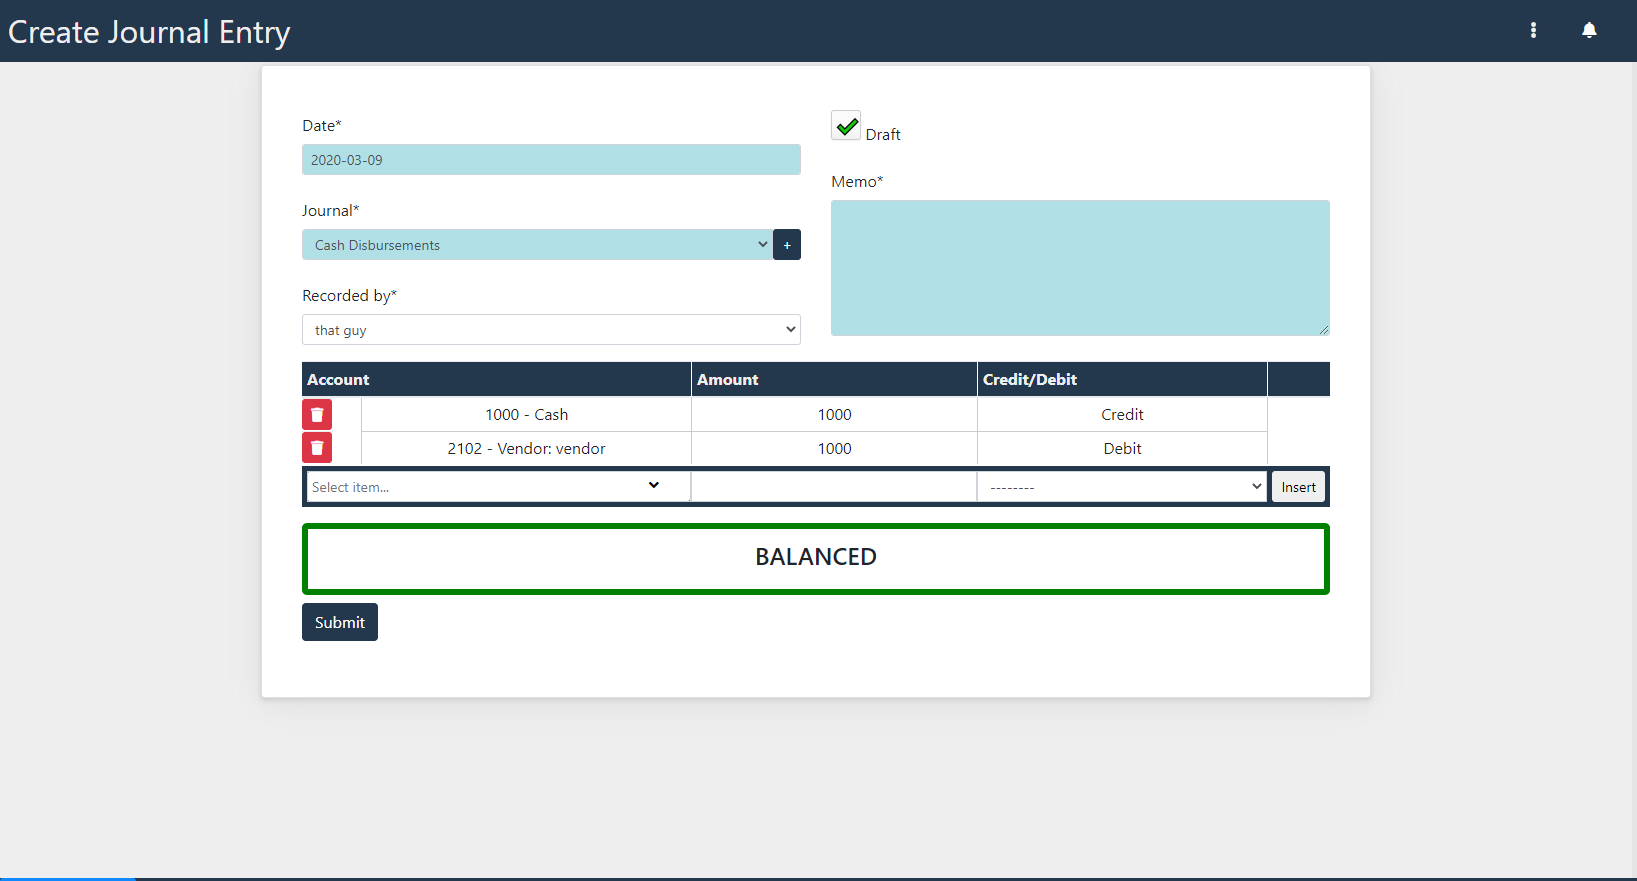 Create Journal Entry
Date*
2020-03-09
Journal*
Cash Disbursements
+
Recorded by*
that guy
Draft
Memo*
Account Amount Credit/Debit
1000 - Cash 1000 Credit
2102 - Vendor: vendor 1000 Debit
Select item... -------- Insert
BALANCED
Submit